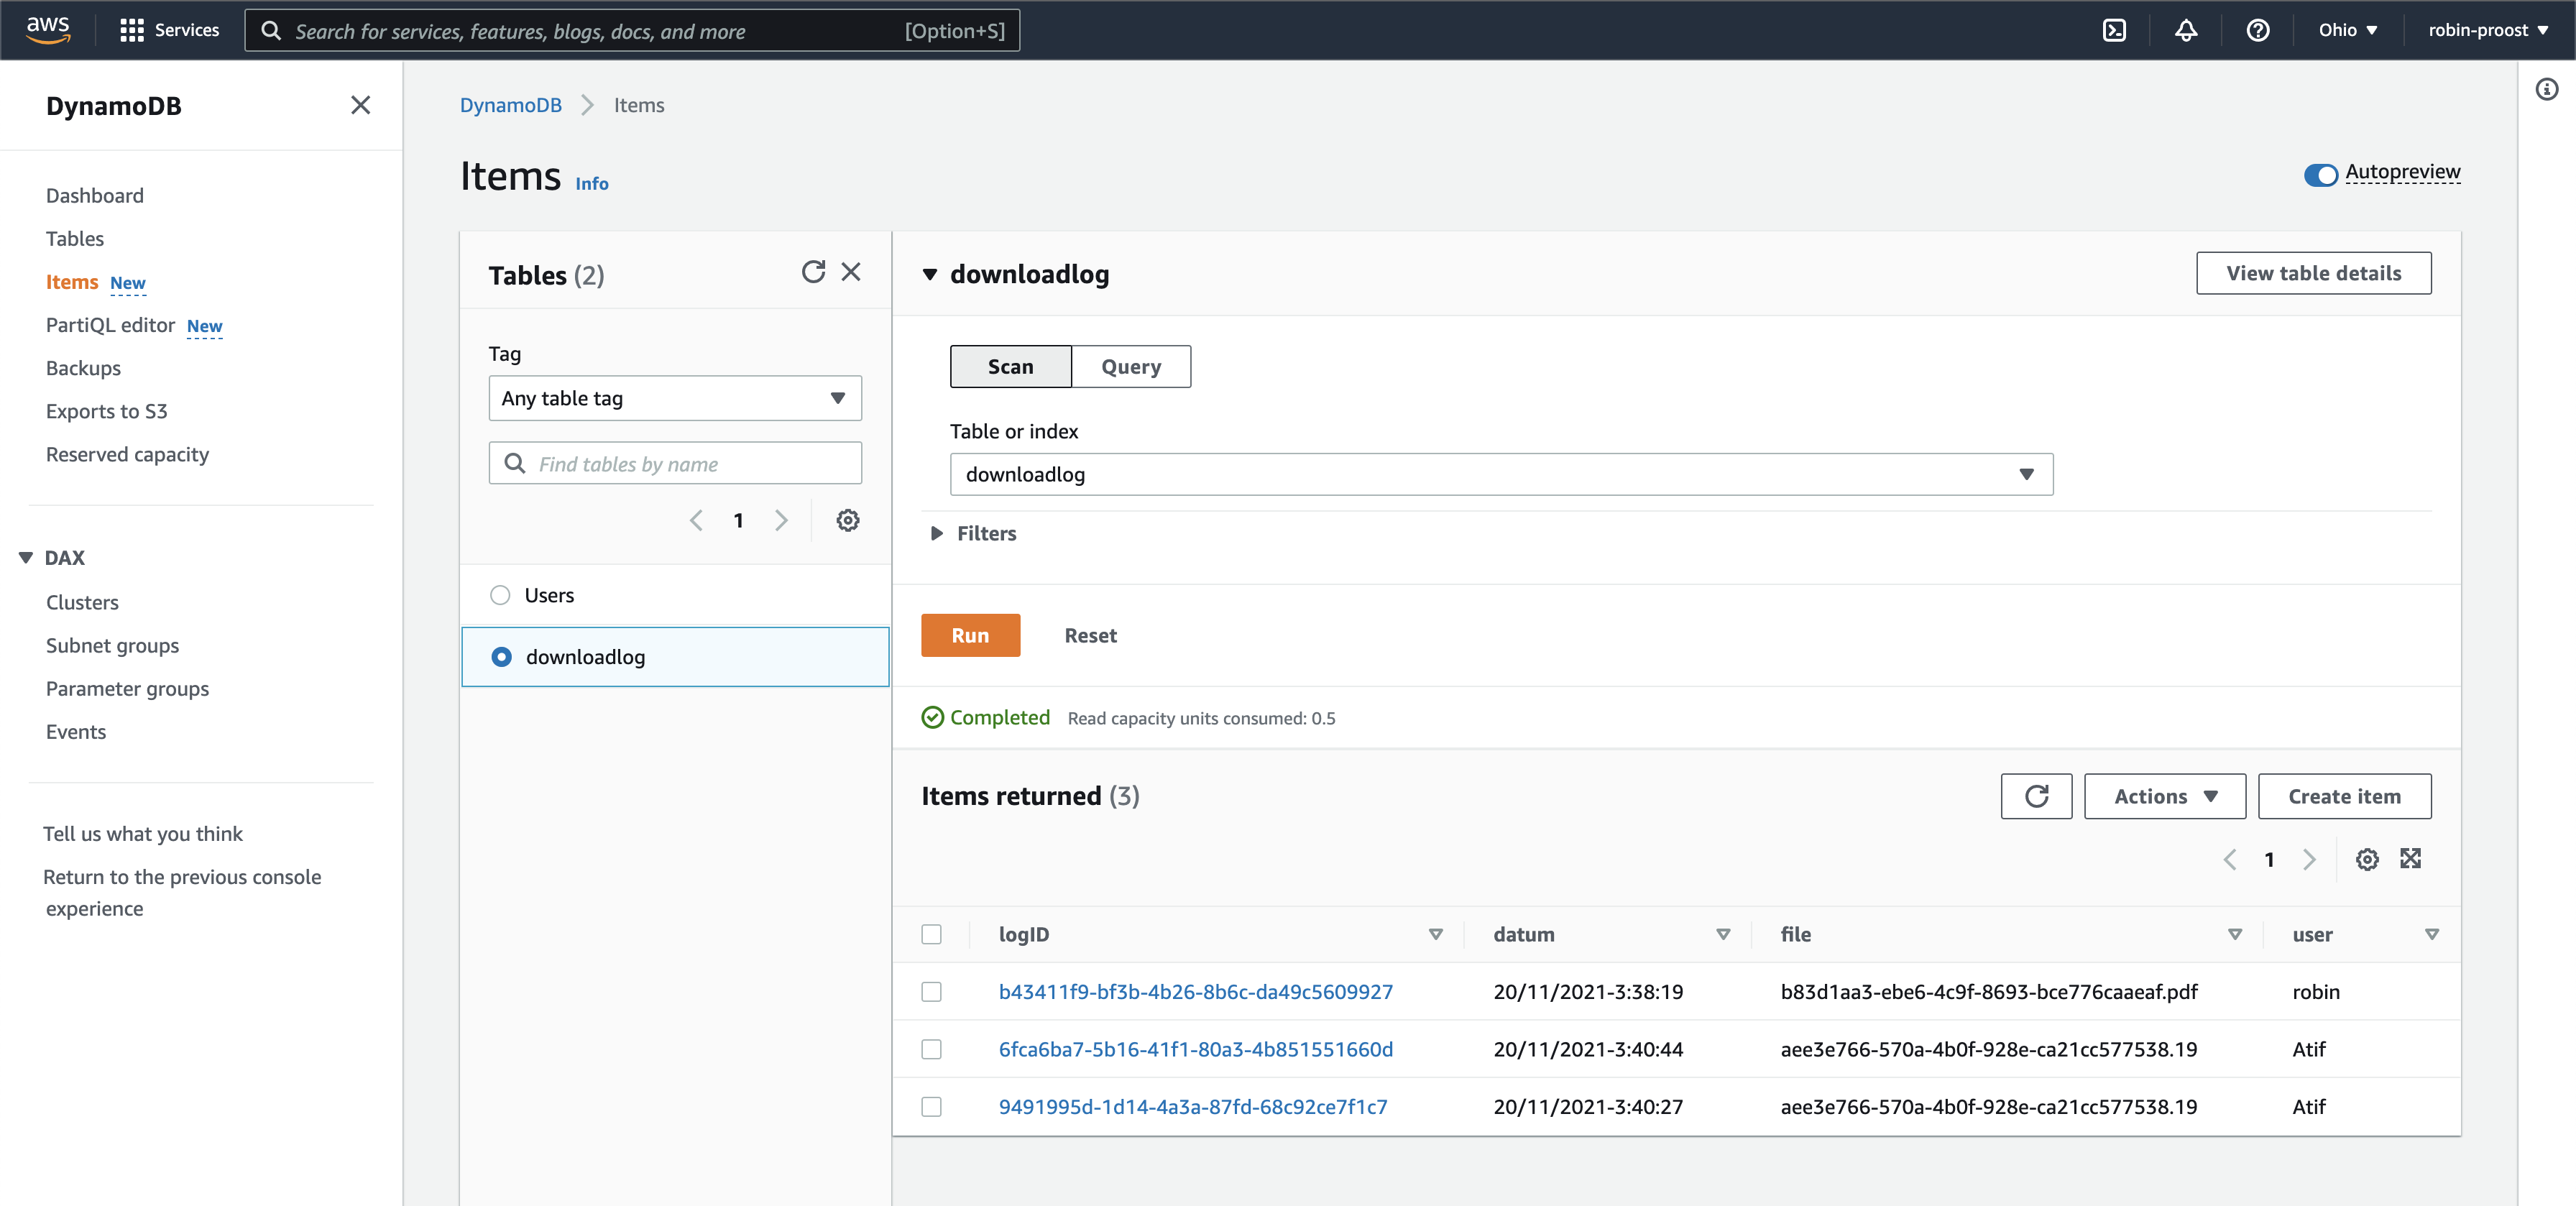 aws
Services
Search for services, features, blogs, docs, and more
[Option+S]
Ohio
robin-proost
DynamoDB
Dashboard
Tables
Items New
PartiQL editor New
Backups
Exports to S3
Reserved capacity
DAX
Clusters
Subnet groups
Parameter groups
Events
Tell us what you think
Return to the previous console
experience
DynamoDB
Items
Items Info
Autopreview
Tables (2)
Tag
Any table tag
Find tables by name
1
Users
downloadlog
downloadlog
View table details
Scan
Query
Table or index
downloadlog
Filters
Run
Reset
Completed Read capacity units consumed: 0.5
Items returned (3)
Actions
Create item
1
logID datum file user
b43411f9-bf3b-4b26-8b6c-da49c5609927 20/11/2021-3:38:19 b83d1aa3-ebe6-4c9f-8693-bce776caaeaf.pdf robin
6fca6ba7-5b16-41f1-80a3-4b851551660d 20/11/2021-3:40:44 aee3e766-570a-4b0f-928e-ca21cc577538.19 Atif
9491995d-1d14-4a3a-87fd-68c92ce7f1c7 20/11/2021-3:40:27 aee3e766-570a-4b0f-928e-ca21cc577538.19 Atif